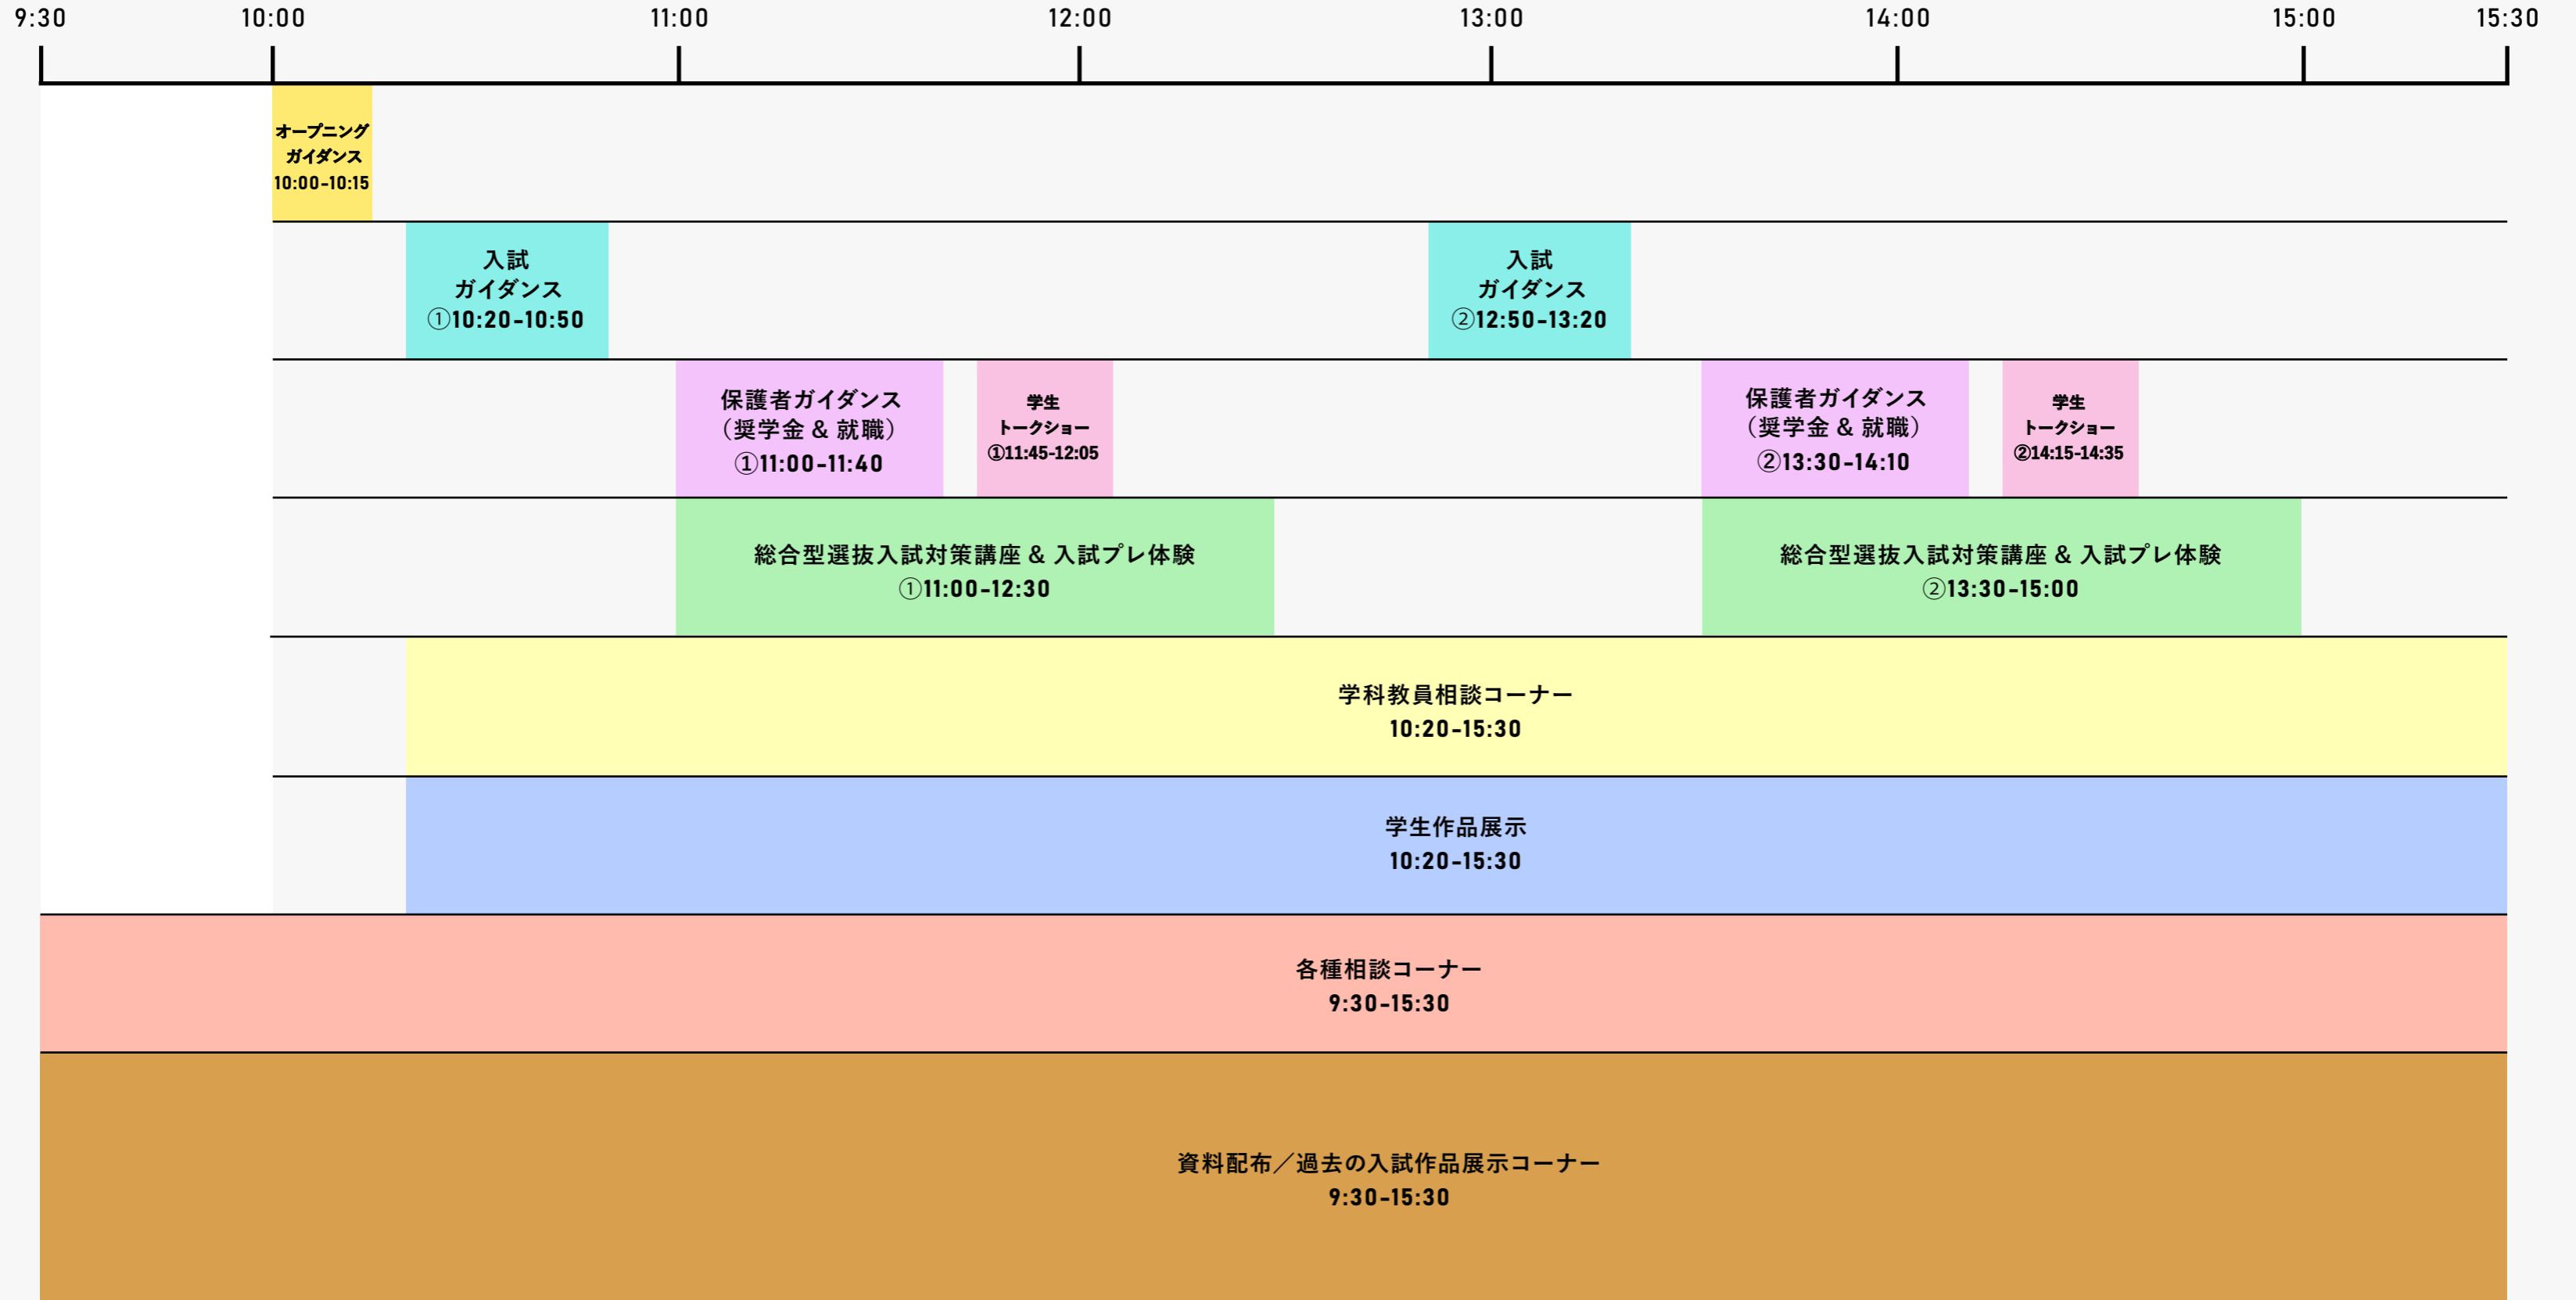 9:30
10:00
11:00
12:00
13:00
14:00
15:00
15:30
オープニング
ガイダンス
10:00-10:15
入試
ガイダンス
①10:20-10:50
入試
ガイダンス
②12:50-13:20
保護者ガイダンス
（奨学金 & 就職）
①11:00-11:40
学生
トークショー
①11:45-12:05
保護者ガイダンス
（奨学金 & 就職）
②13:30-14:10
学生
トークショー
②14:15-14:35
総合型選抜入試対策講座 & 入試プレ体験
①11:00-12:30
総合型選抜入試対策講座 & 入試プレ体験
②13:30-15:00
学科教員相談コーナー
10:20-15:30
学生作品展示
10:20-15:30
各種相談コーナー
9:30-15:30
資料配布／過去の入試作品展示コーナー
9:30-15:30